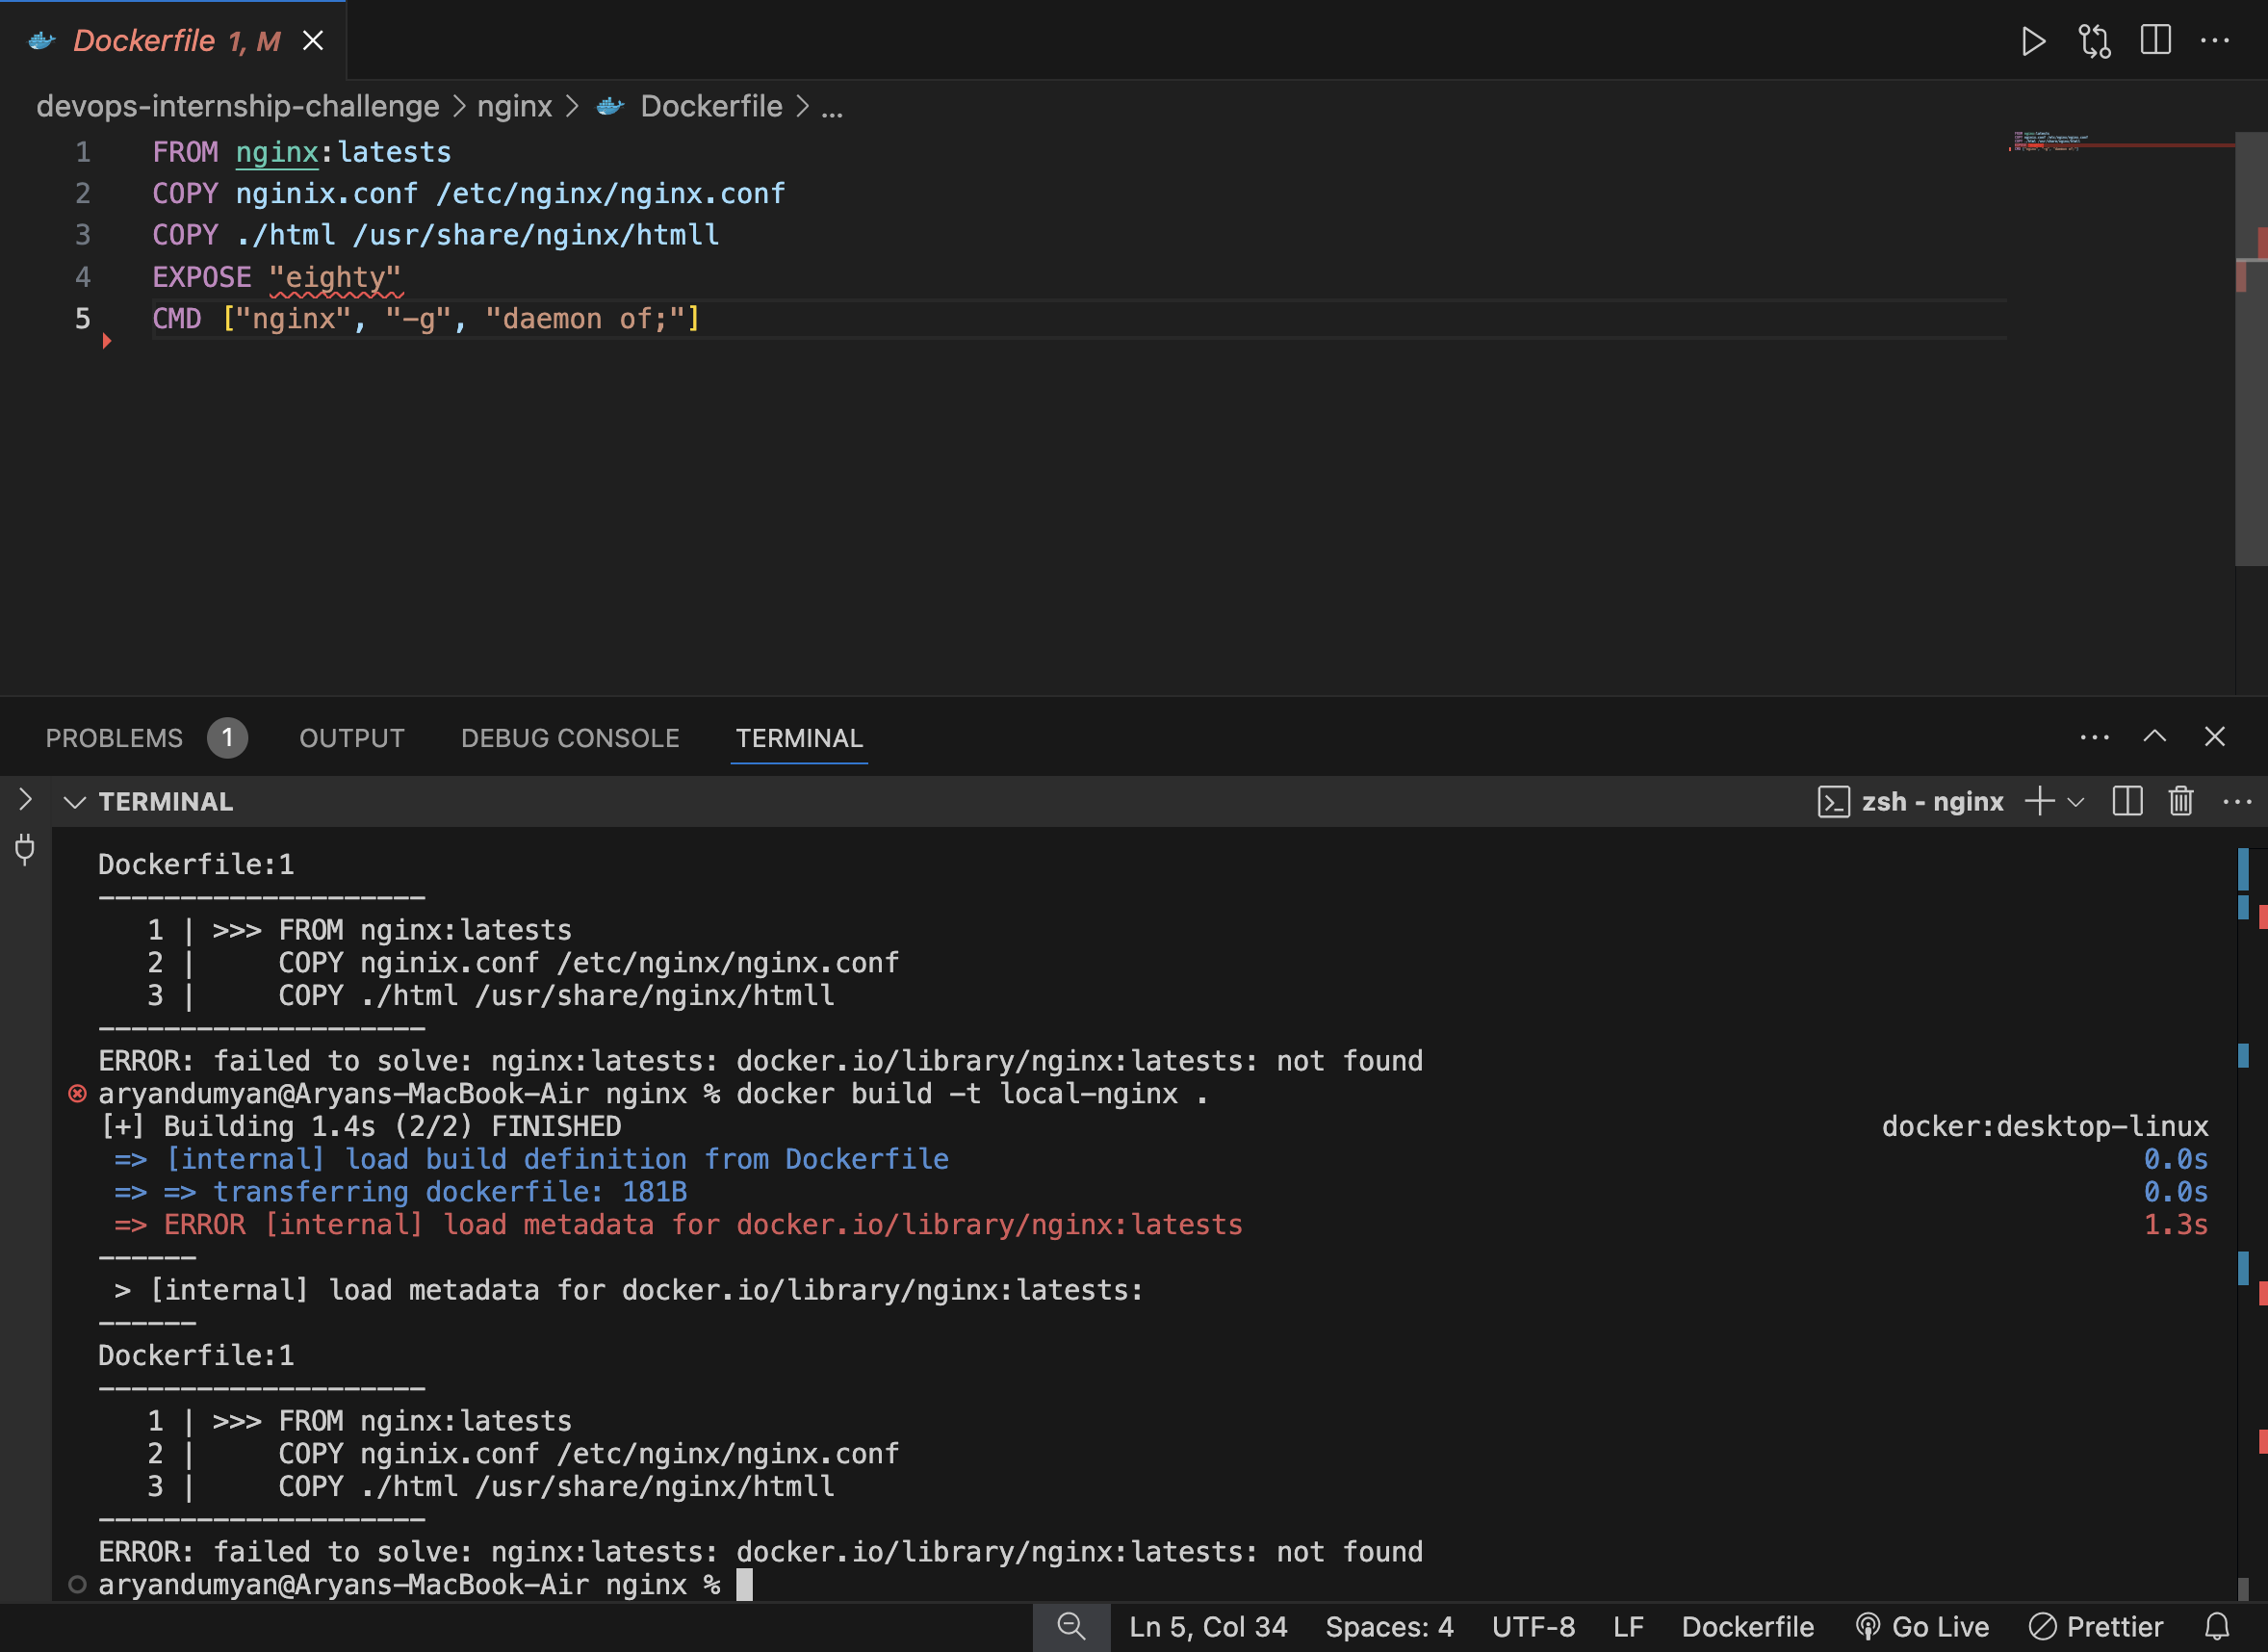 Dockerfile 1, M
devops-internship-challenge > nginx > Dockerfile > ...
1 FROM nginx:latests
2 COPY nginix.conf /etc/nginx/nginx.conf
3 COPY ./html /usr/share/nginx/htmll
4 EXPOSE "eighty"
5 CMD ["nginx", "-g", "daemon of;"]
PROBLEMS 1 OUTPUT DEBUG CONSOLE TERMINAL
TERMINAL zsh - nginx
Dockerfile:1
--------------------
1 | >>> FROM nginx:latests
2 |     COPY nginix.conf /etc/nginx/nginx.conf
3 |     COPY ./html /usr/share/nginx/htmll
--------------------
ERROR: failed to solve: nginx:latests: docker.io/library/nginx:latests: not found
aryandumyan@Aryans-MacBook-Air nginx % docker build -t local-nginx .
[+] Building 1.4s (2/2) FINISHED docker:desktop-linux
=> [internal] load build definition from Dockerfile 0.0s
=> => transferring dockerfile: 181B 0.0s
=> ERROR [internal] load metadata for docker.io/library/nginx:latests 1.3s
------
> [internal] load metadata for docker.io/library/nginx:latests:
------
Dockerfile:1
--------------------
1 | >>> FROM nginx:latests
2 |     COPY nginix.conf /etc/nginx/nginx.conf
3 |     COPY ./html /usr/share/nginx/htmll
--------------------
ERROR: failed to solve: nginx:latests: docker.io/library/nginx:latests: not found
aryandumyan@Aryans-MacBook-Air nginx %
Ln 5, Col 34 Spaces: 4 UTF-8 LF Dockerfile Go Live Prettier